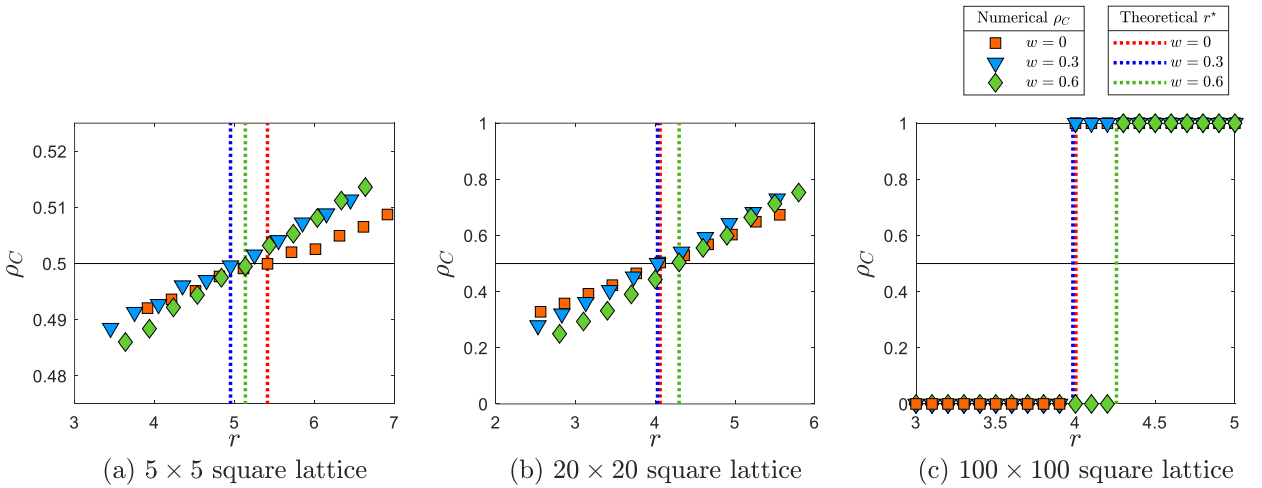 Numerical ρ_C
w = 0
w = 0.3
w = 0.6
Theoretical r⋆
w = 0
w = 0.3
w = 0.6
0.52
0.51
0.5
0.49
0.48
ρ_C
3 4 5 6 7
r
(a) 5 × 5 square lattice
1
0.8
0.6
0.4
0.2
0
ρ_C
2 3 4 5 6
r
(b) 20 × 20 square lattice
1
0.8
0.6
0.4
0.2
0
ρ_C
3 3.5 4 4.5 5
r
(c) 100 × 100 square lattice